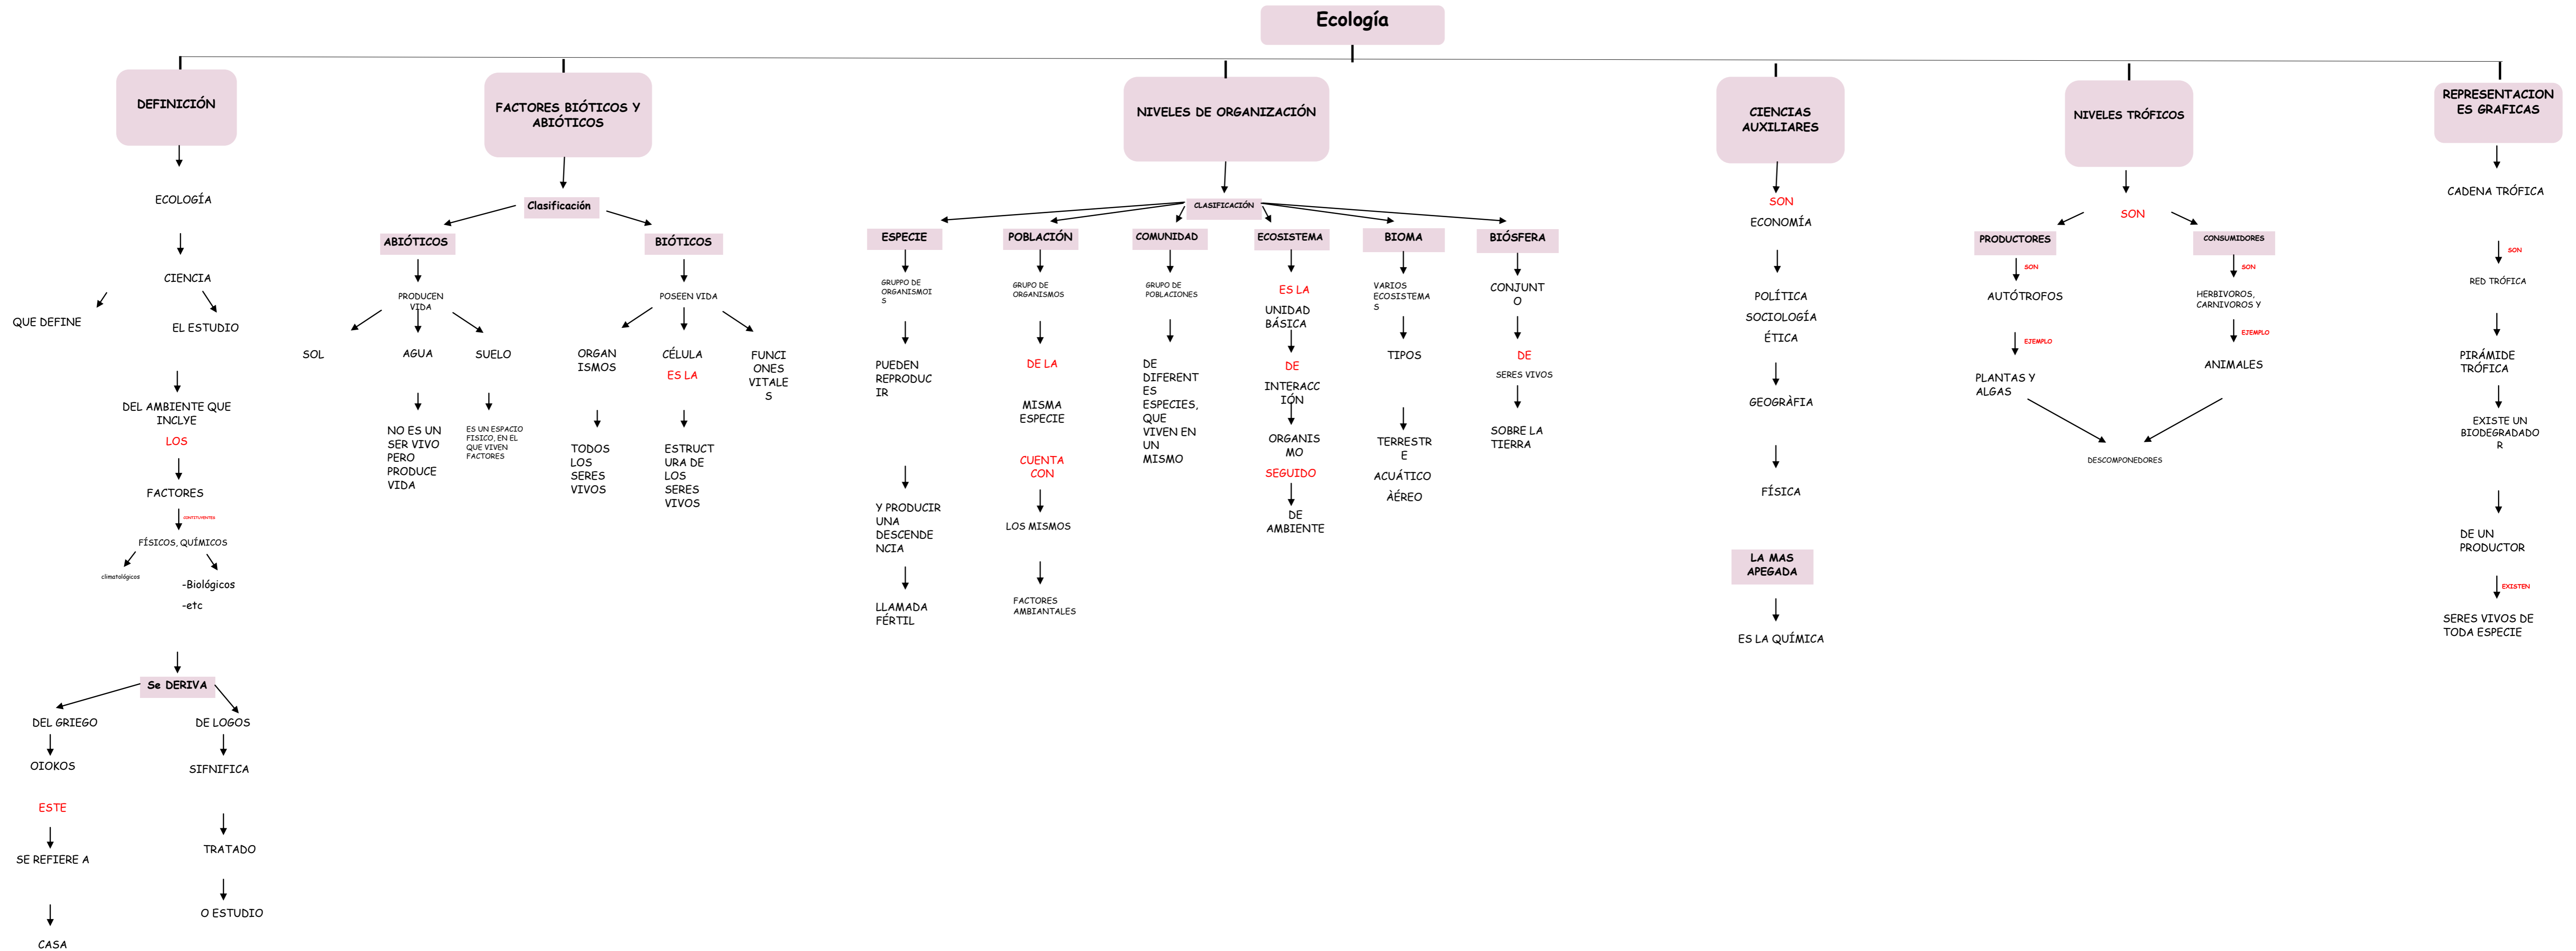 Ecología
DEFINICIÓN
ECOLOGÍA
CIENCIA
QUE DEFINE
EL ESTUDIO
DEL AMBIENTE QUE
INCLYE
LOS
FACTORES
CONTITUYENTES
FÍSICOS, QUÍMICOS
climatológicos
-Biológicos
-etc
Se DERIVA
DEL GRIEGO
OIOKOS
ESTE
SE REFIERE A
CASA
DE LOGOS
SIFNIFICA
TRATADO
O ESTUDIO
FACTORES BIÓTICOS Y
ABIÓTICOS
Clasificación
ABIÓTICOS
PRODUCEN
VIDA
SOL
AGUA
SUELO
NO ES UN
SER VIVO
PERO
PRODUCE
VIDA
ES UN ESPACIO
FISICO, EN EL
QUE VIVEN
FACTORES
BIÓTICOS
POSEEN VIDA
ORGAN
ISMOS
CÉLULA
ES LA
FUNCI
ONES
VITALE
S
TODOS
LOS
SERES
VIVOS
ESTRUCT
URA DE
LOS
SERES
VIVOS
NIVELES DE ORGANIZACIÓN
CLASIFICACIÓN
ESPECIE
GRUPPO DE
ORGANISMOI
S
PUEDEN
REPRODUC
IR
Y PRODUCIR
UNA
DESCENDE
NCIA
LLAMADA
FÉRTIL
POBLACIÓN
GRUPO DE
ORGANISMOS
DE LA
MISMA
ESPECIE
CUENTA
CON
LOS MISMOS
FACTORES
AMBIANTALES
COMUNIDAD
GRUPO DE
POBLACIONES
DE
DIFERENT
ES
ESPECIES,
QUE
VIVEN EN
UN
MISMO
ECOSISTEMA
ES LA
UNIDAD
BÁSICA
DE
INTERACC
IÓN
ORGANIS
MO
SEGUIDO
DE
AMBIENTE
BIOMA
VARIOS
ECOSISTEMA
S
TIPOS
TERRESTR
E
ACUÁTICO
ÀÉREO
BIÓSFERA
CONJUNT
O
DE
SERES VIVOS
SOBRE LA
TIERRA
CIENCIAS
AUXILIARES
SON
ECONOMÍA
POLÍTICA
SOCIOLOGÍA
ÉTICA
GEOGRÀFIA
FÍSICA
LA MAS
APEGADA
ES LA QUÍMICA
NIVELES TRÓFICOS
SON
PRODUCTORES
SON
AUTÓTROFOS
EJEMPLO
PLANTAS Y
ALGAS
CONSUMIDORES
SON
HERBIVOROS,
CARNIVOROS Y
EJEMPLO
ANIMALES
DESCOMPONEDORES
REPRESENTACION
ES GRAFICAS
CADENA TRÓFICA
SON
RED TRÓFICA
PIRÁMIDE
TRÓFICA
EXISTE UN
BIODEGRADADO
R
DE UN
PRODUCTOR
EXISTEN
SERES VIVOS DE
TODA ESPECIE